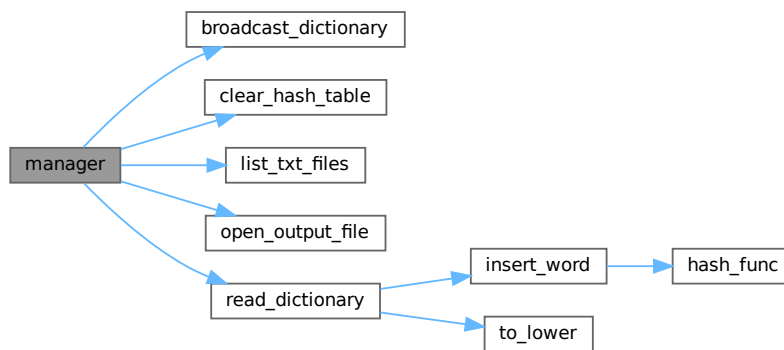 broadcast_dictionary
clear_hash_table
manager
list_txt_files
open_output_file
insert_word
hash_func
read_dictionary
to_lower